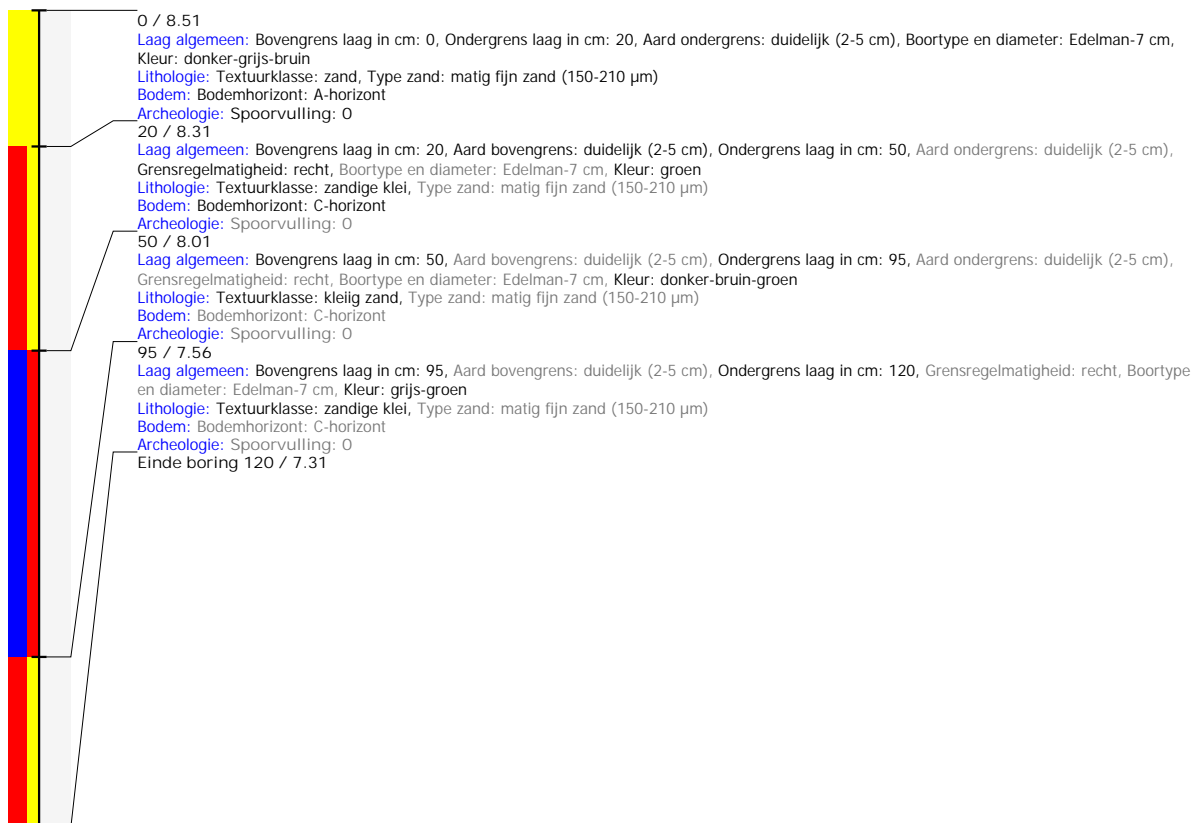 0 / 8.51
Laag algemeen: Bovengrens laag in cm: 0, Ondergrens laag in cm: 20, Aard ondergrens: duidelijk (2-5 cm), Boortype en diameter: Edelman-7 cm,
Kleur: donker-grijs-bruin
Lithologie: Textuurklasse: zand, Type zand: matig fijn zand (150-210 µm)
Bodem: Bodemhorizont: A-horizont
Archeologie: Spoorvulling: 0
20 / 8.31
Laag algemeen: Bovengrens laag in cm: 20, Aard bovengrens: duidelijk (2-5 cm), Ondergrens laag in cm: 50, Aard ondergrens: duidelijk (2-5 cm),
Grensregelmatigheid: recht, Boortype en diameter: Edelman-7 cm, Kleur: groen
Lithologie: Textuurklasse: zandige klei, Type zand: matig fijn zand (150-210 µm)
Bodem: Bodemhorizont: C-horizont
Archeologie: Spoorvulling: 0
50 / 8.01
Laag algemeen: Bovengrens laag in cm: 50, Aard bovengrens: duidelijk (2-5 cm), Ondergrens laag in cm: 95, Aard ondergrens: duidelijk (2-5 cm),
Grensregelmatigheid: recht, Boortype en diameter: Edelman-7 cm, Kleur: donker-bruin-groen
Lithologie: Textuurklasse: kleiig zand, Type zand: matig fijn zand (150-210 µm)
Bodem: Bodemhorizont: C-horizont
Archeologie: Spoorvulling: 0
95 / 7.56
Laag algemeen: Bovengrens laag in cm: 95, Aard bovengrens: duidelijk (2-5 cm), Ondergrens laag in cm: 120, Grensregelmatigheid: recht, Boortype
en diameter: Edelman-7 cm, Kleur: grijs-groen
Lithologie: Textuurklasse: zandige klei, Type zand: matig fijn zand (150-210 µm)
Bodem: Bodemhorizont: C-horizont
Archeologie: Spoorvulling: 0
Einde boring 120 / 7.31